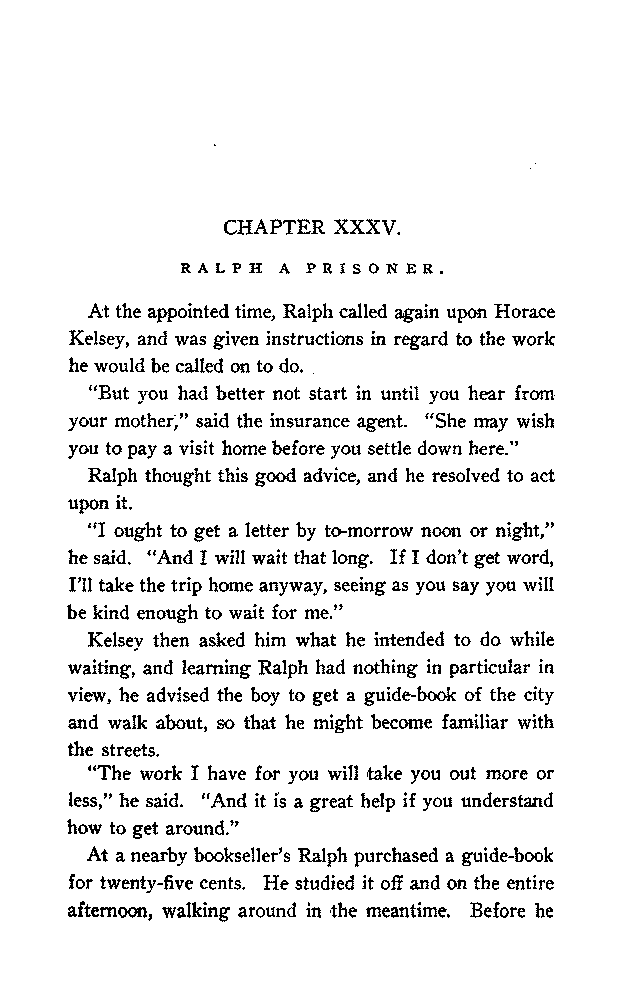 CHAPTER XXXV.
RALPH A PRISONER.
At the appointed time, Ralph called again upon Horace
Kelsey, and was given instructions in regard to the work
he would be called on to do.
“But you had better not start in until you hear from
your mother,” said the insurance agent. “She may wish
you to pay a visit home before you settle down here.”
Ralph thought this good advice, and he resolved to act
upon it.
“I ought to get a letter by to-morrow noon or night,”
he said. “And I will wait that long. If I don’t get word,
I’ll take the trip home anyway, seeing as you say you will
be kind enough to wait for me.”
Kelsey then asked him what he intended to do while
waiting, and learning Ralph had nothing in particular in
view, he advised the boy to get a guide-book of the city
and walk about, so that he might become familiar with
the streets.
“The work I have for you will take you out more or
less,” he said. “And it is a great help if you understand
how to get around.”
At a nearby bookseller’s Ralph purchased a guide-book
for twenty-five cents. He studied it off and on the entire
afternoon, walking around in the meantime. Before he